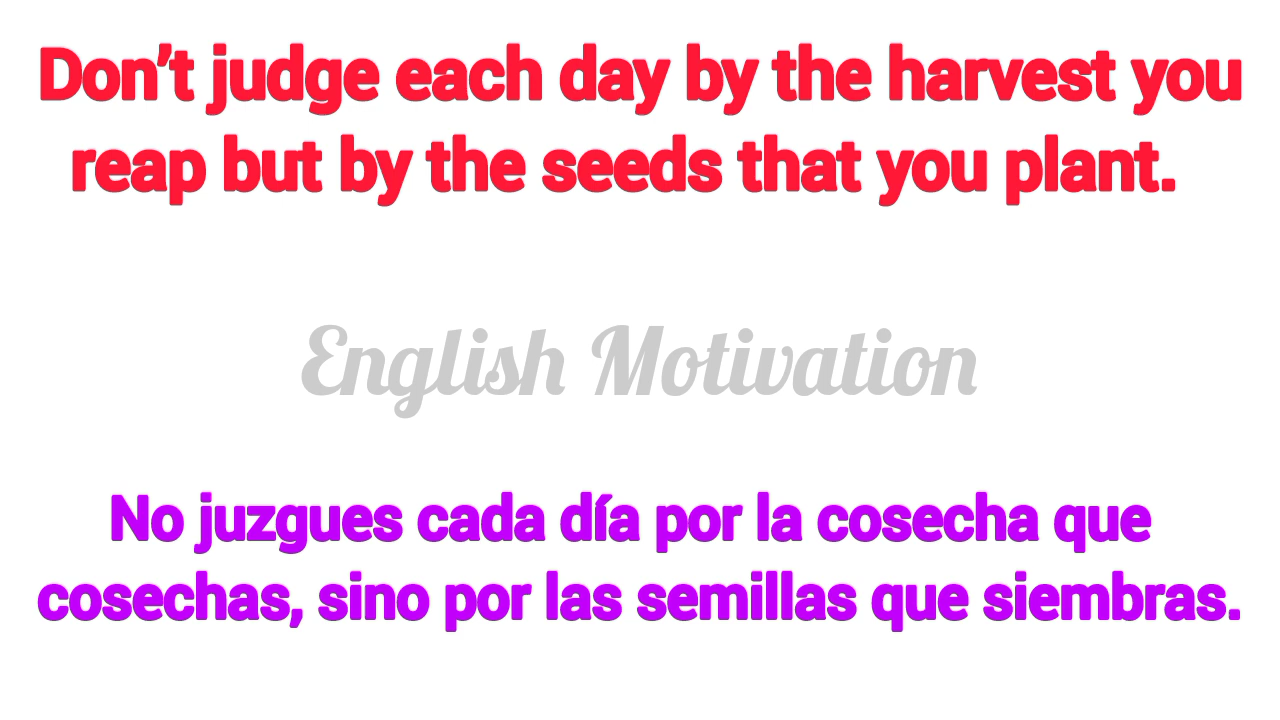 Don’t judge each day by the harvest you
reap but by the seeds that you plant.
English Motivation
No juzgues cada día por la cosecha que
cosechas, sino por las semillas que siembras.